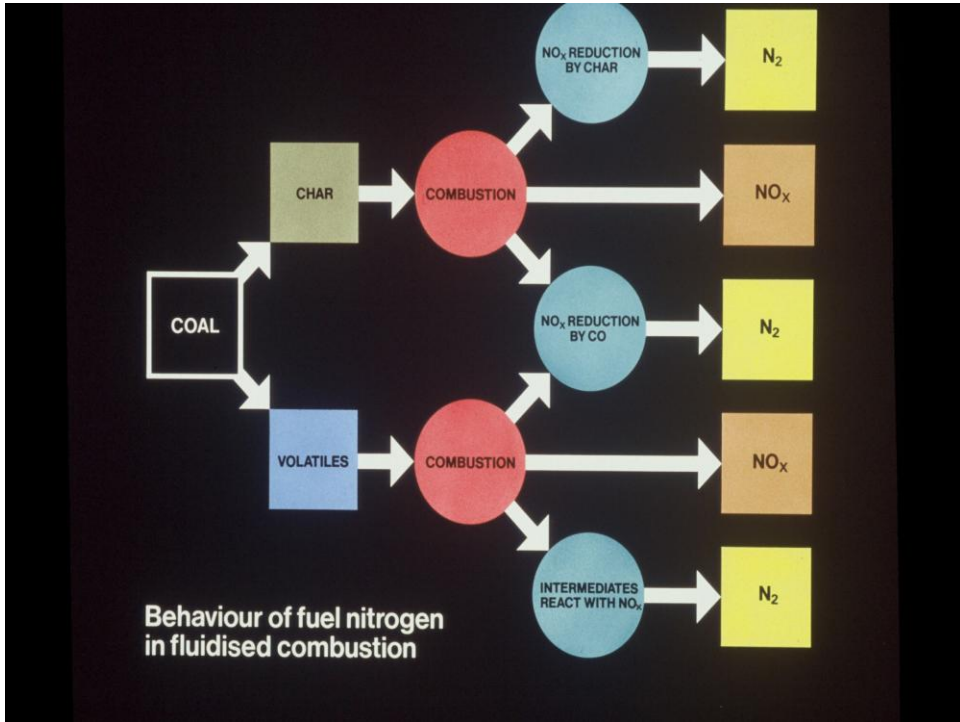 NOX REDUCTION
BY CHAR
N2
CHAR
COMBUSTION
NOX
COAL
NOX REDUCTION
BY CO
N2
VOLATILES
COMBUSTION
NOX
INTERMEDIATES
REACT WITH NOX
N2
Behaviour of fuel nitrogen
in fluidised combustion